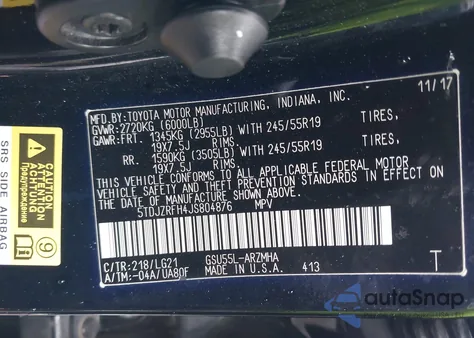 MFD.BY:TOYOTA MOTOR MANUFACTURING, INDIANA, INC.
11/17
GVWR:2720KG (6000LB)
GAWR:FRT. 1345KG (2955LB) WITH 245/55R19 TIRES,
19X7.5J RIMS.
RR. 1590KG (3505LB) WITH 245/55R19 TIRES,
19X7.5J RIMS.
THIS VEHICLE CONFORMS TO ALL APPLICABLE FEDERAL MOTOR
VEHICLE SAFETY AND THEFT PREVENTION STANDARDS IN EFFECT ON
THE DATE OF MANUFACTURE SHOWN ABOVE.
5TDJZRFH4JS804876 MPV
C/TR:218/LG21 GSU55L-ARZMHA
A/TM:-04A/UA80F MADE IN U.S.A. 413
T
CAUTION
ATTENTION
SRS SIDE AIRBAG
autoSnap